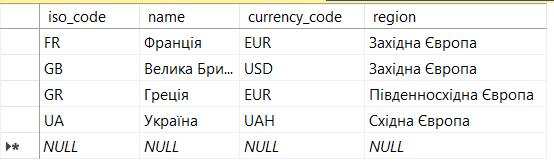 iso_code name currency_code region
FR Франція EUR Західна Європа
GB Велика Бри... USD Західна Європа
GR Греція EUR Південносхідна Європа
UA Україна UAH Східна Європа
NULL NULL NULL NULL